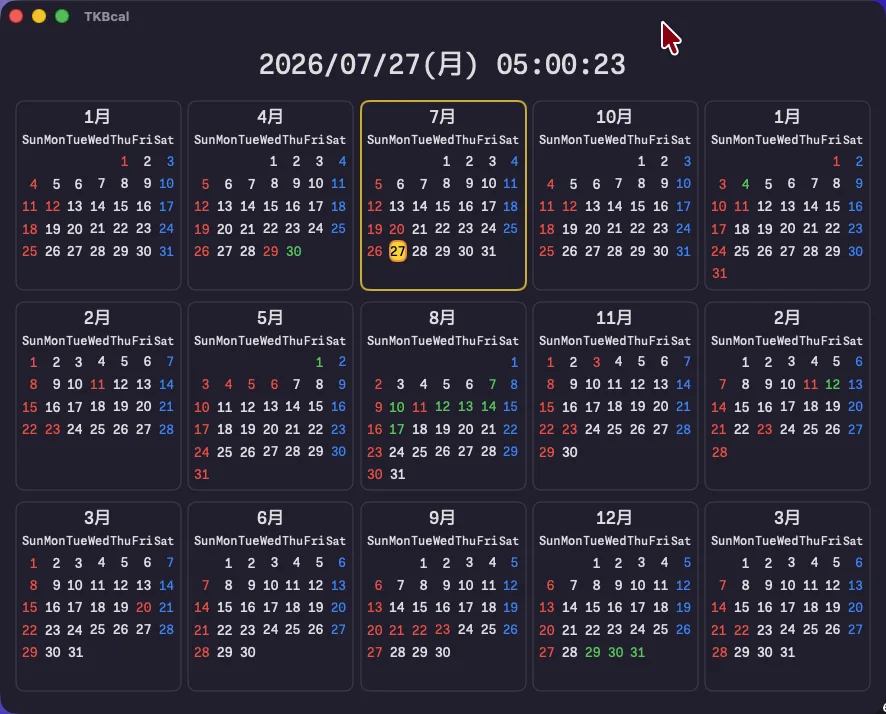 TKBcal
2026/07/27(月) 05:00:23
1月
SunMonTueWedThuFriSat
1 2 3
4 5 6 7 8 9 10
11 12 13 14 15 16 17
18 19 20 21 22 23 24
25 26 27 28 29 30 31
4月
SunMonTueWedThuFriSat
1 2 3 4
5 6 7 8 9 10 11
12 13 14 15 16 17 18
19 20 21 22 23 24 25
26 27 28 29 30
7月
SunMonTueWedThuFriSat
1 2 3 4
5 6 7 8 9 10 11
12 13 14 15 16 17 18
19 20 21 22 23 24 25
26 27 28 29 30 31
10月
SunMonTueWedThuFriSat
1 2 3
4 5 6 7 8 9 10
11 12 13 14 15 16 17
18 19 20 21 22 23 24
25 26 27 28 29 30 31
1月
SunMonTueWedThuFriSat
1 2
3 4 5 6 7 8 9
10 11 12 13 14 15 16
17 18 19 20 21 22 23
24 25 26 27 28 29 30
31
2月
SunMonTueWedThuFriSat
1 2 3 4 5 6 7
8 9 10 11 12 13 14
15 16 17 18 19 20 21
22 23 24 25 26 27 28
5月
SunMonTueWedThuFriSat
1 2
3 4 5 6 7 8 9
10 11 12 13 14 15 16
17 18 19 20 21 22 23
24 25 26 27 28 29 30
31
8月
SunMonTueWedThuFriSat
1
2 3 4 5 6 7 8
9 10 11 12 13 14 15
16 17 18 19 20 21 22
23 24 25 26 27 28 29
30 31
11月
SunMonTueWedThuFriSat
1 2 3 4 5 6 7
8 9 10 11 12 13 14
15 16 17 18 19 20 21
22 23 24 25 26 27 28
29 30
2月
SunMonTueWedThuFriSat
1 2 3 4 5 6
7 8 9 10 11 12 13
14 15 16 17 18 19 20
21 22 23 24 25 26 27
28
3月
SunMonTueWedThuFriSat
1 2 3 4 5 6 7
8 9 10 11 12 13 14
15 16 17 18 19 20 21
22 23 24 25 26 27 28
29 30 31
6月
SunMonTueWedThuFriSat
1 2 3 4 5 6
7 8 9 10 11 12 13
14 15 16 17 18 19 20
21 22 23 24 25 26 27
28 29 30
9月
SunMonTueWedThuFriSat
1 2 3 4 5
6 7 8 9 10 11 12
13 14 15 16 17 18 19
20 21 22 23 24 25 26
27 28 29 30
12月
SunMonTueWedThuFriSat
1 2 3 4 5
6 7 8 9 10 11 12
13 14 15 16 17 18 19
20 21 22 23 24 25 26
27 28 29 30 31
3月
SunMonTueWedThuFriSat
1 2 3 4 5 6
7 8 9 10 11 12 13
14 15 16 17 18 19 20
21 22 23 24 25 26 27
28 29 30 31